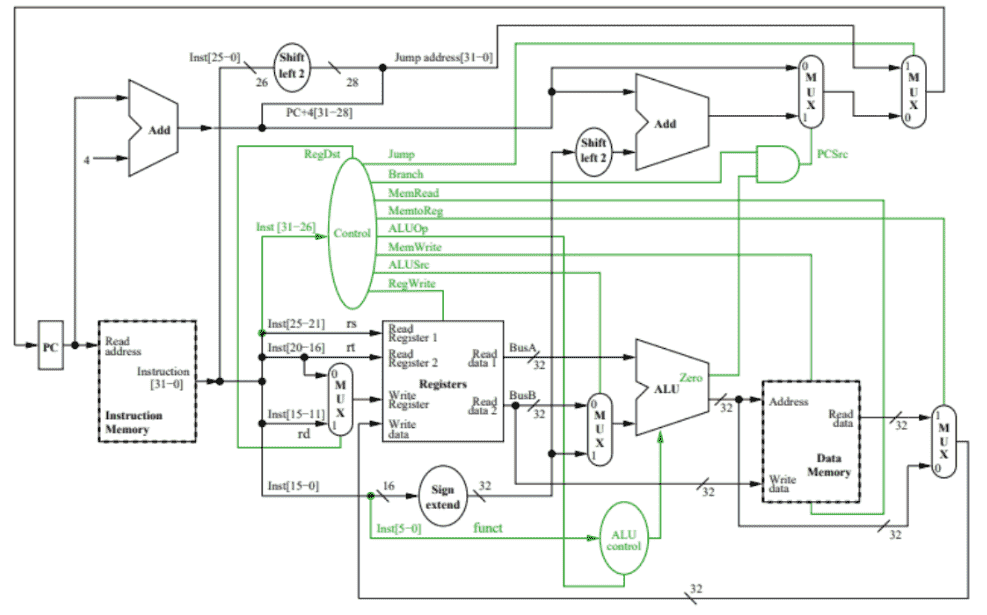 Inst[25−0]
26
Shift
left 2
28
Jump address[31−0]
PC+4[31−28]
Add
4
RegDst
Jump
Branch
MemRead
MemtoReg
ALUOp
MemWrite
ALUSrc
RegWrite
Inst [31−26]
Control
Shift
left 2
Add
0
M
U
X
1
PCSrc
1
M
U
X
0
PC
Read
address
Instruction
[31−0]
Instruction
Memory
Inst[25−21]
rs
Inst[20−16]
rt
Inst[15−11]
rd
0
M
U
X
1
Read
Register 1
Read
Register 2
Write
Register
Write
data
Registers
Read
data 1
Read
data 2
BusA
32
BusB
32
0
M
U
X
1
ALU
Zero
32
Address
Read
data
Data
Memory
Write
data
32
32
1
M
U
X
0
32
Inst[15−0]
16
Sign
extend
32
Inst[5−0]
funct
ALU
control
32